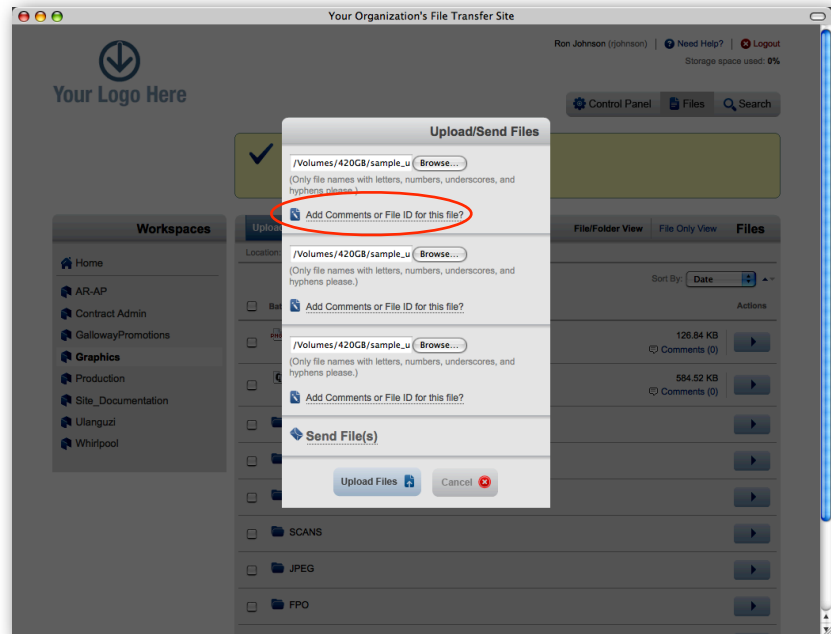 Your Organization's File Transfer Site
Ron Johnson (rjohnson) | Need Help? | Logout
Storage space used: 0%
Your Logo Here
Control Panel Files Search
Upload/Send Files
/Volumes/420GB/sample_u Browse...
(Only file names with letters, numbers, underscores, and
hyphens please.)
Add Comments or File ID for this file?
/Volumes/420GB/sample_u Browse...
(Only file names with letters, numbers, underscores, and
hyphens please.)
Add Comments or File ID for this file?
/Volumes/420GB/sample_u Browse...
(Only file names with letters, numbers, underscores, and
hyphens please.)
Add Comments or File ID for this file?
Send File(s)
Upload Files Cancel
Workspaces
Home
AR-AP
Contract Admin
GallowayPromotions
Graphics
Production
Site_Documentation
Ulanguzi
Whirlpool
File/Folder View File Only View Files
Location:
Sort By: Date
Actions
126.84 KB
Comments (0)
584.52 KB
Comments (0)
SCANS
JPEG
FPO